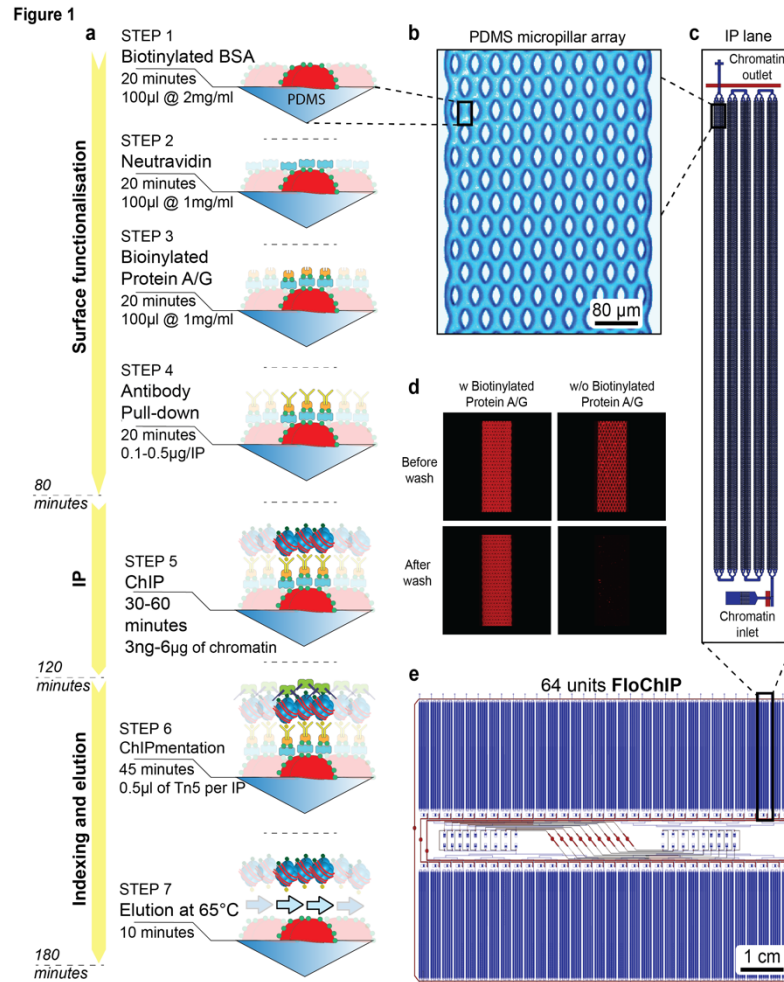 Figure 1
a
STEP 1
Biotinylated BSA
20 minutes
100µl @ 2mg/ml
PDMS
STEP 2
Neutravidin
20 minutes
100µl @ 1mg/ml
STEP 3
Bioinylated
Protein A/G
20 minutes
100µl @ 1mg/ml
STEP 4
Antibody
Pull-down
20 minutes
0.1-0.5µg/IP
STEP 5
ChIP
30-60
minutes
3ng-6µg of chromatin
STEP 6
ChIPmentation
45 minutes
0.5µl of Tn5 per IP
STEP 7
Elution at 65°C
10 minutes
Surface functionalisation
80
minutes
IP
120
minutes
Indexing and elution
180
minutes
b
PDMS micropillar array
80 µm
c
IP lane
Chromatin
outlet
Chromatin
inlet
d
w Biotinylated
Protein A/G
w/o Biotinylated
Protein A/G
Before
wash
After
wash
e
64 units FloChIP
1 cm